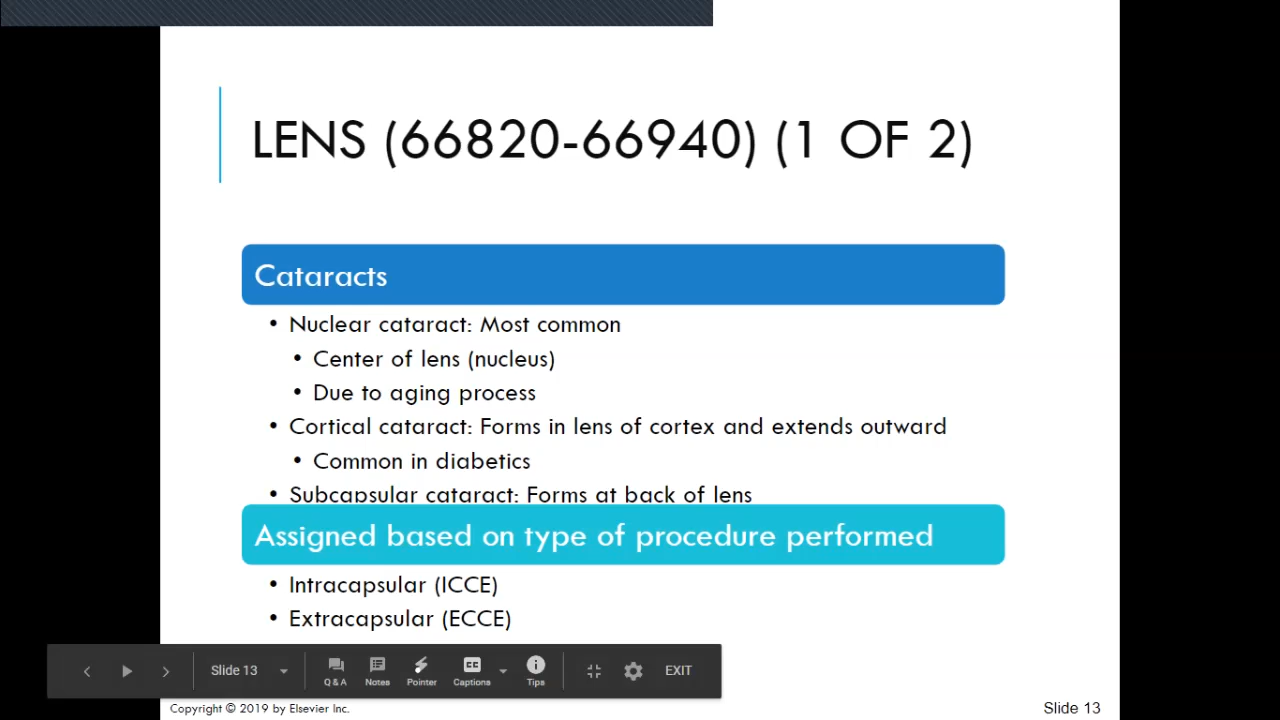 LENS (66820-66940) (1 OF 2)
Cataracts
• Nuclear cataract: Most common
• Center of lens (nucleus)
• Due to aging process
• Cortical cataract: Forms in lens of cortex and extends outward
• Common in diabetics
• Subcapsular cataract: Forms at back of lens
Assigned based on type of procedure performed
• Intracapsular (ICCE)
• Extracapsular (ECCE)
Slide 13
Q & A
Notes
Pointer
CC
Captions
Tips
EXIT
Copyright © 2019 by Elsevier Inc.
Slide 13